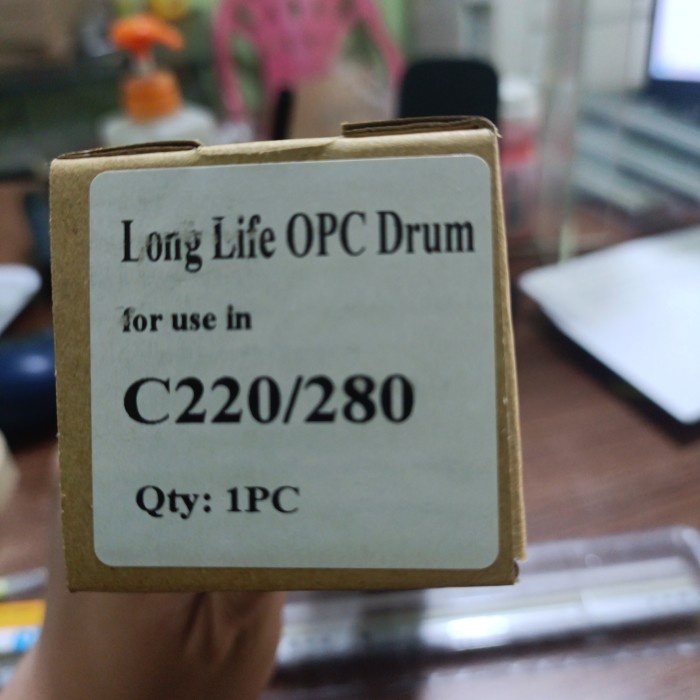 Long Life OPC Drum
for use in
C220/280
Qty: 1PC